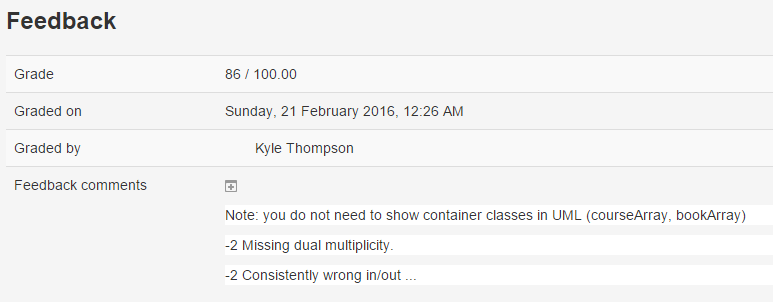 Feedback
Grade 86 / 100.00
Graded on Sunday, 21 February 2016, 12:26 AM
Graded by Kyle Thompson
Feedback comments
Note: you do not need to show container classes in UML (courseArray, bookArray)
-2 Missing dual multiplicity.
-2 Consistently wrong in/out ...